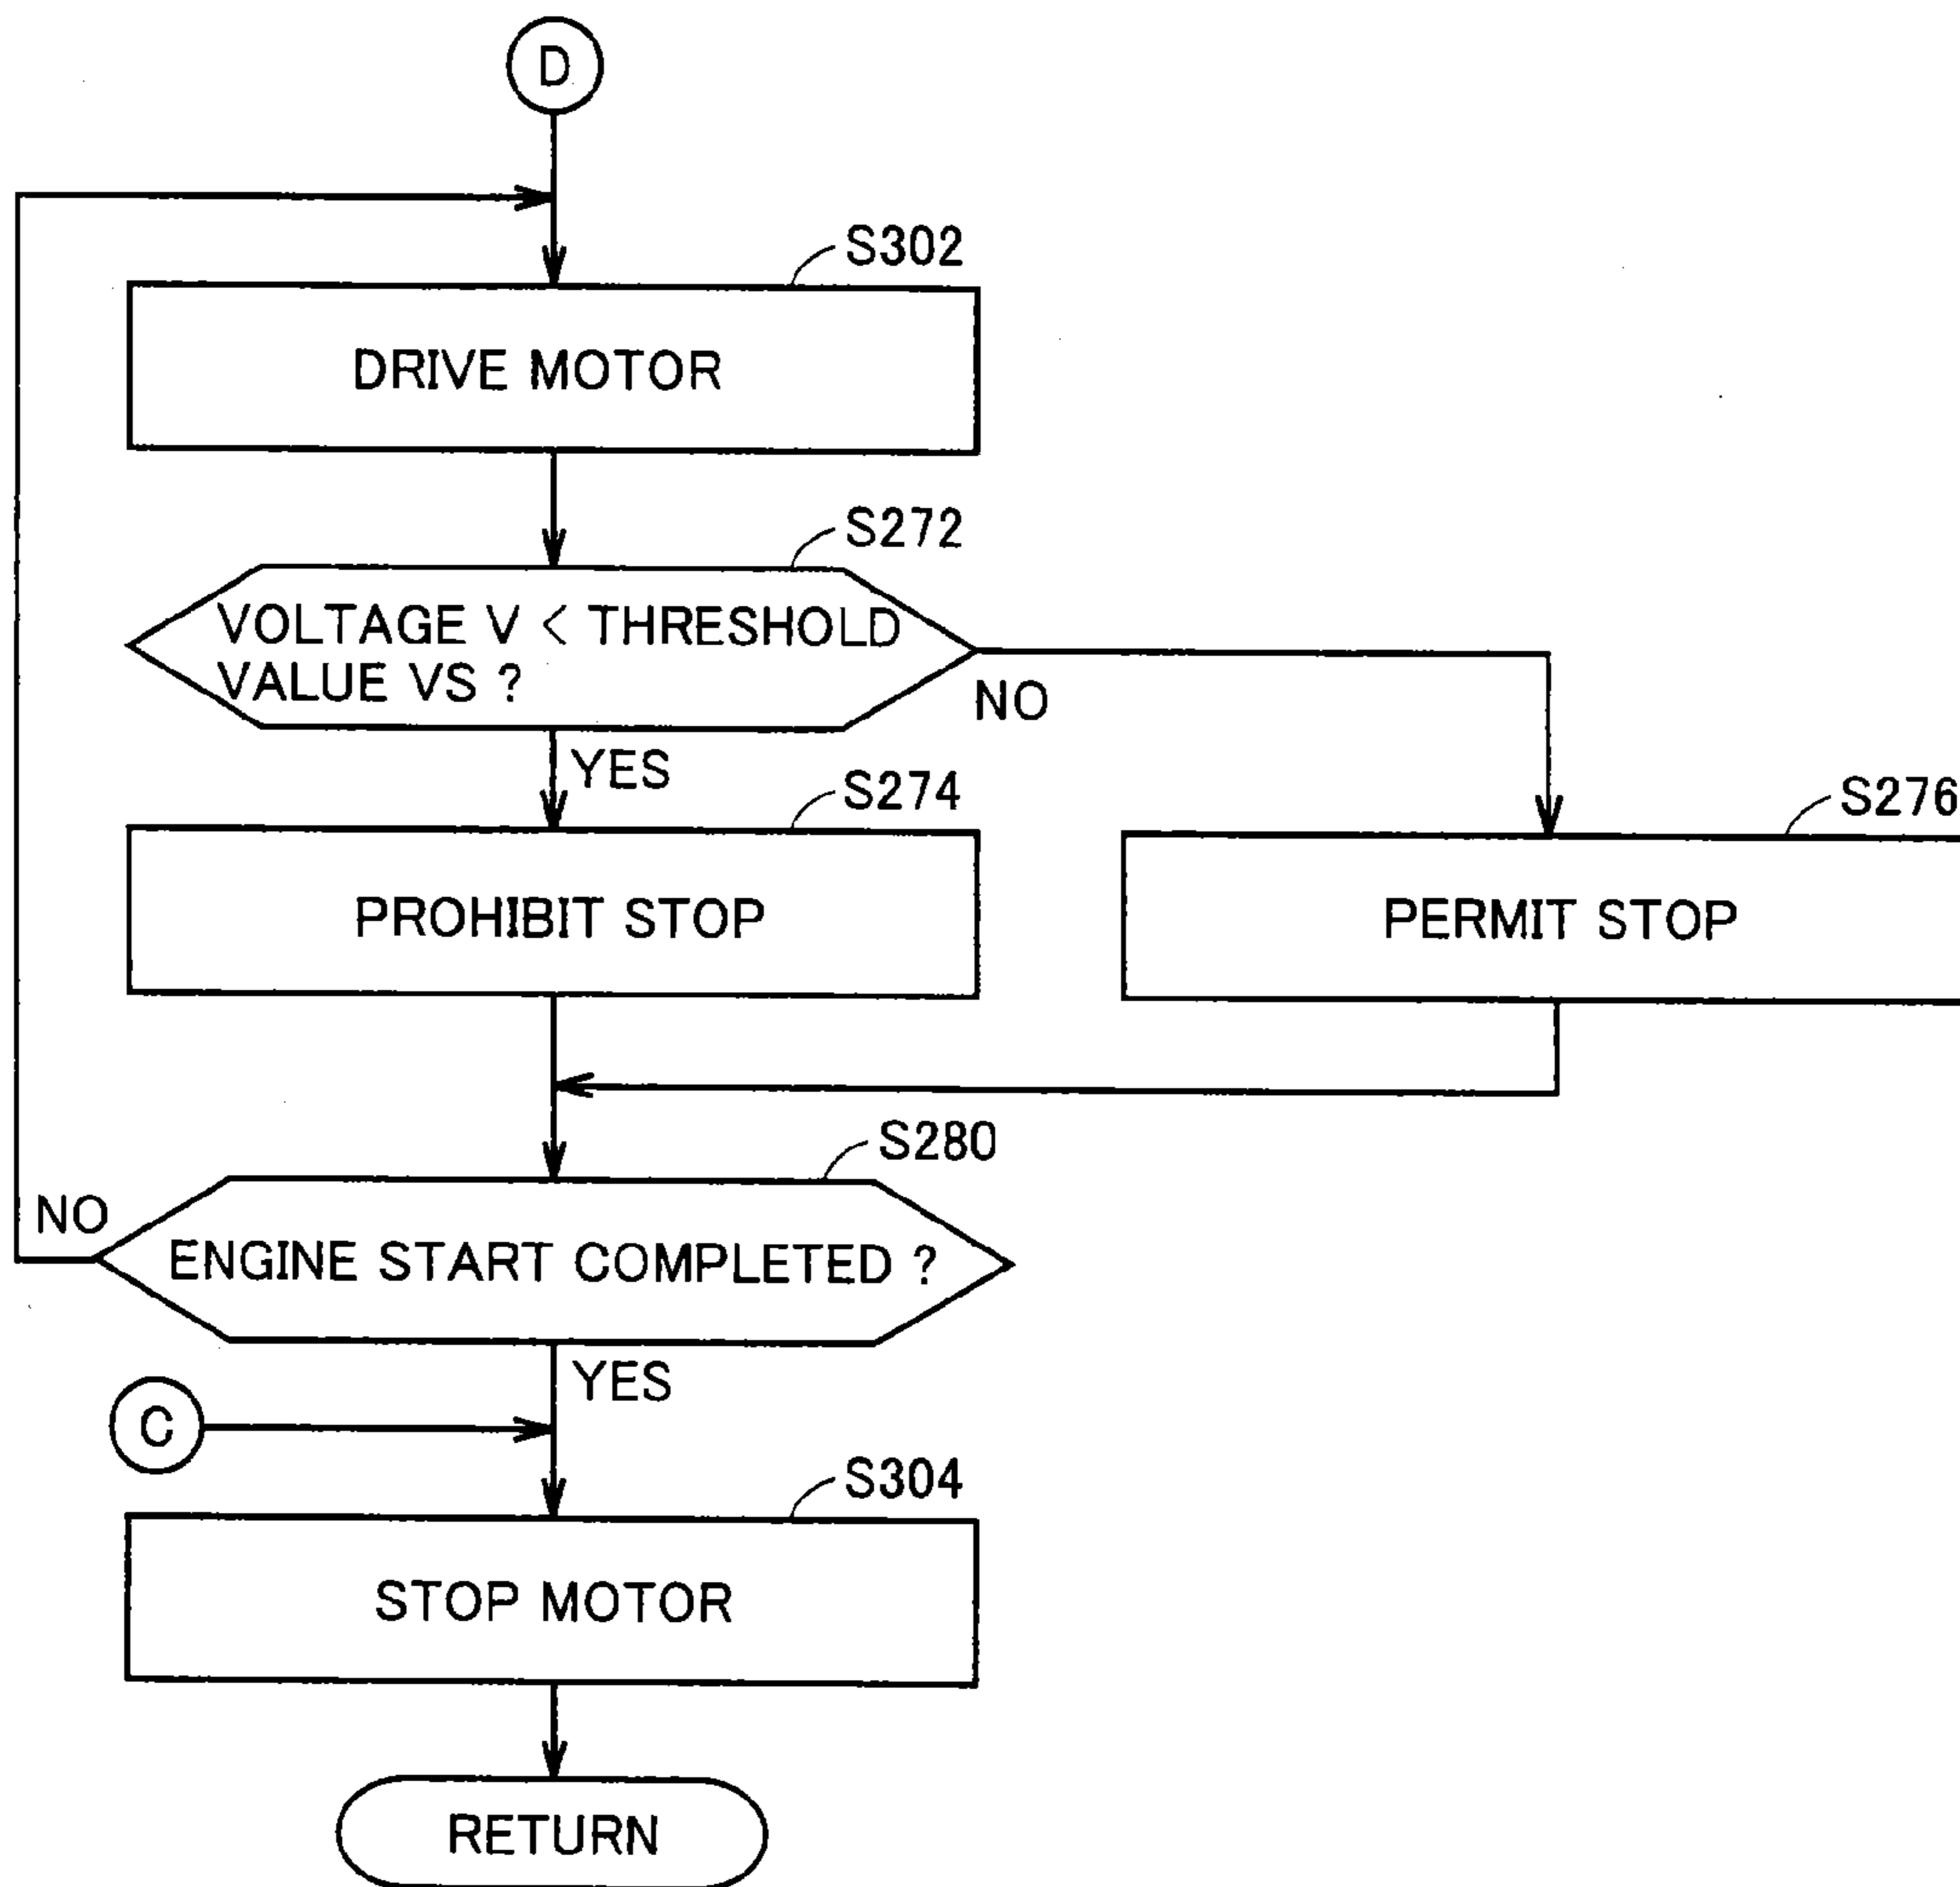 D
S302
DRIVE MOTOR
S272
VOLTAGE V < THRESHOLD
VALUE VS ?
NO
YES
S274
S276
PROHIBIT STOP
PERMIT STOP
S280
NO
ENGINE START COMPLETED ?
YES
C
S304
STOP MOTOR
RETURN